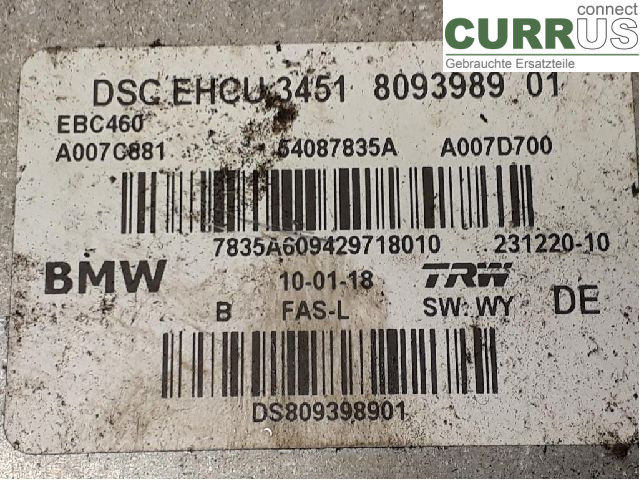 connect
CURRUS
Gebrauchte Ersatzteile
DSC EHCU 3451 8093989 01
EBC460
A007C881 54087835A A007D700
7835A609429718010 231220-10
BMW 10-01-18 TRW
B FAS-L SW: WY DE
DS809398901